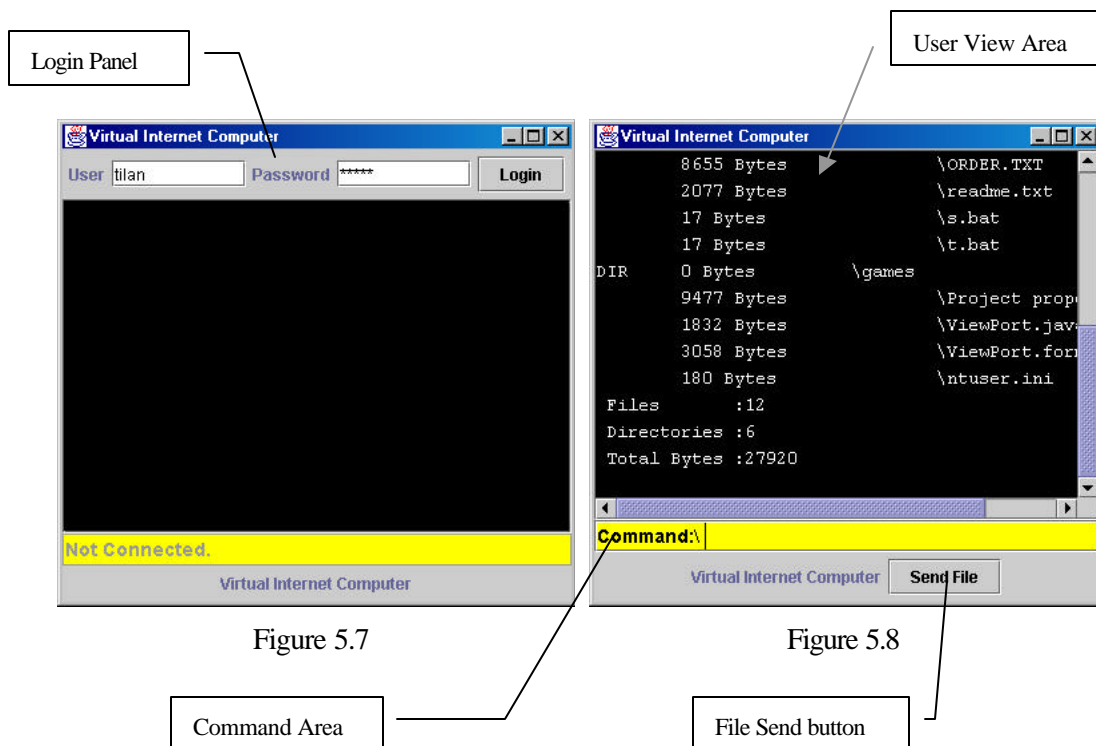 Login Panel
User View Area
Virtual Internet Computer
User tilan Password ***** Login
Not Connected.
Virtual Internet Computer
Virtual Internet Computer
8655 Bytes \ORDER.TXT
2077 Bytes \readme.txt
17 Bytes \s.bat
17 Bytes \t.bat
DIR 0 Bytes \games
9477 Bytes \Project prop
1832 Bytes \ViewPort.jav
3058 Bytes \ViewPort.for
180 Bytes \ntuser.ini
Files :12
Directories :6
Total Bytes :27920
Command:\
Virtual Internet Computer Send File
Figure 5.7
Figure 5.8
Command Area
File Send button